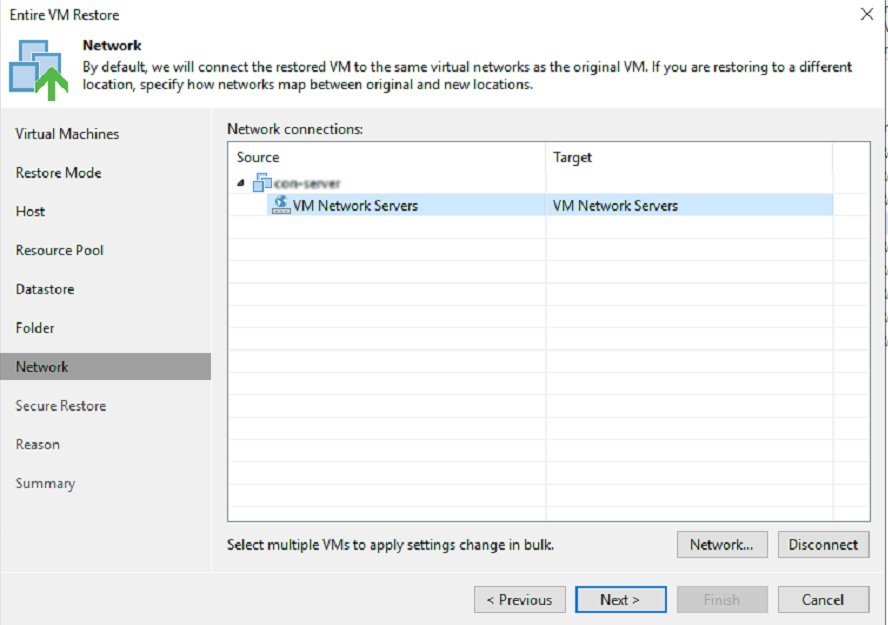 Entire VM Restore
Network
By default, we will connect the restored VM to the same virtual networks as the original VM. If you are restoring to a different
location, specify how networks map between original and new locations.
Virtual Machines
Restore Mode
Host
Resource Pool
Datastore
Folder
Network
Secure Restore
Reason
Summary
Network connections:
Source Target
con-server
VM Network Servers VM Network Servers
Select multiple VMs to apply settings change in bulk.
Network... Disconnect
< Previous Next > Finish Cancel